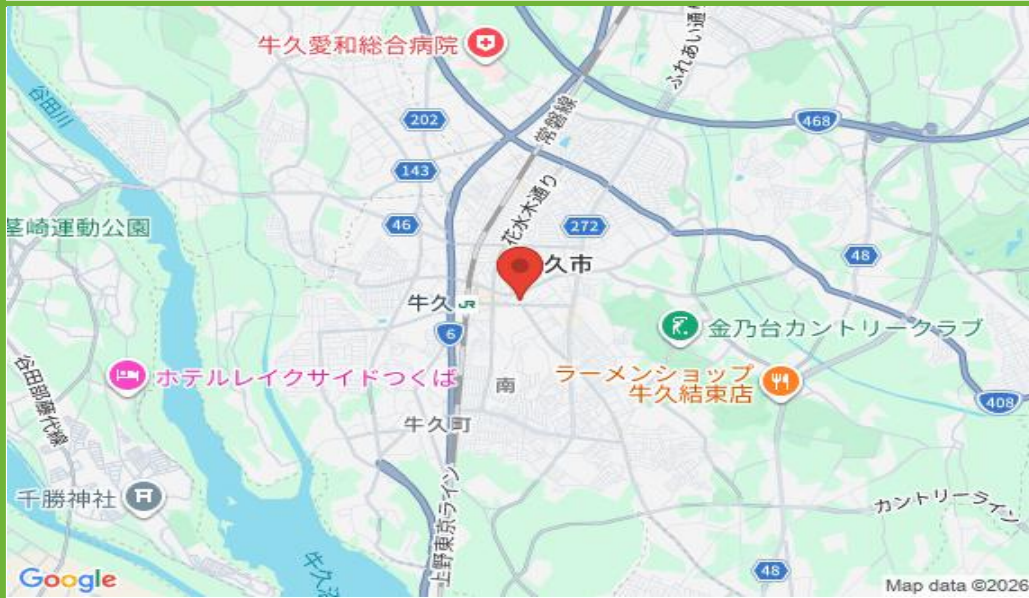 牛久愛和総合病院
ふれあい通り
谷田川
常磐線
202
468
143
花水木通り
茎崎運動公園
46
272
久市
48
牛久 JR
6
金乃台カントリークラブ
谷田部藤代線
ホテルレイクサイドつくば
南
ラーメンショップ
牛久結束店
408
牛久町
千勝神社
カントリーライン
上野東京ライン
牛久沼
48
Google
Map data ©2026